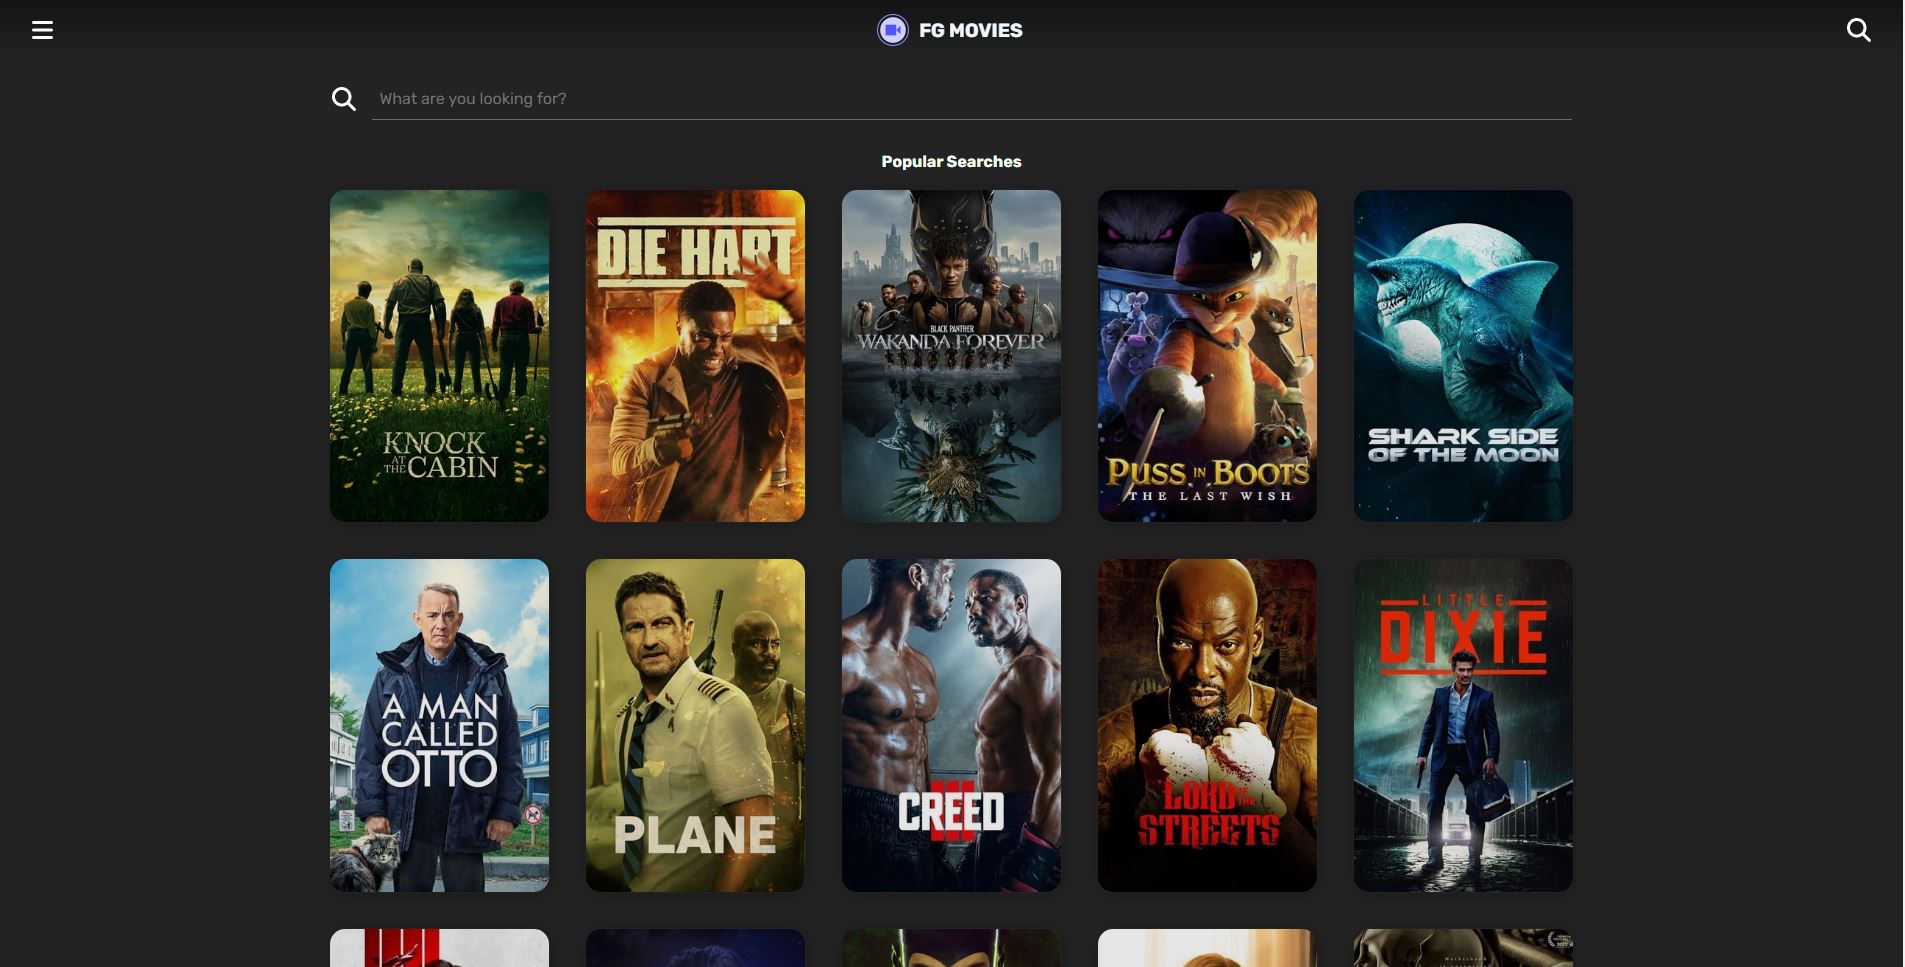 FG MOVIES
What are you looking for?
Popular Searches
KNOCK
AT THE CABIN
DIE HART
BLACK PANTHER
WAKANDA FOREVER
PUSS IN BOOTS
THE LAST WISH
SHARK SIDE
OF THE MOON
A MAN
CALLED
OTTO
PLANE
CREED
III
LORD OF THE
STREETS
LITTLE
DIXIE
Motherhood